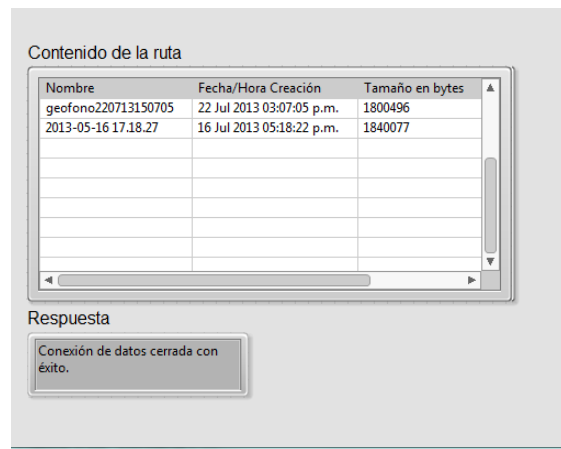 Contenido de la ruta
Nombre Fecha/Hora Creación Tamaño en bytes
geofono220713150705 22 Jul 2013 03:07:05 p.m. 1800496
2013-05-16 17.18.27 16 Jul 2013 05:18:22 p.m. 1840077
Respuesta
Conexión de datos cerrada con
éxito.